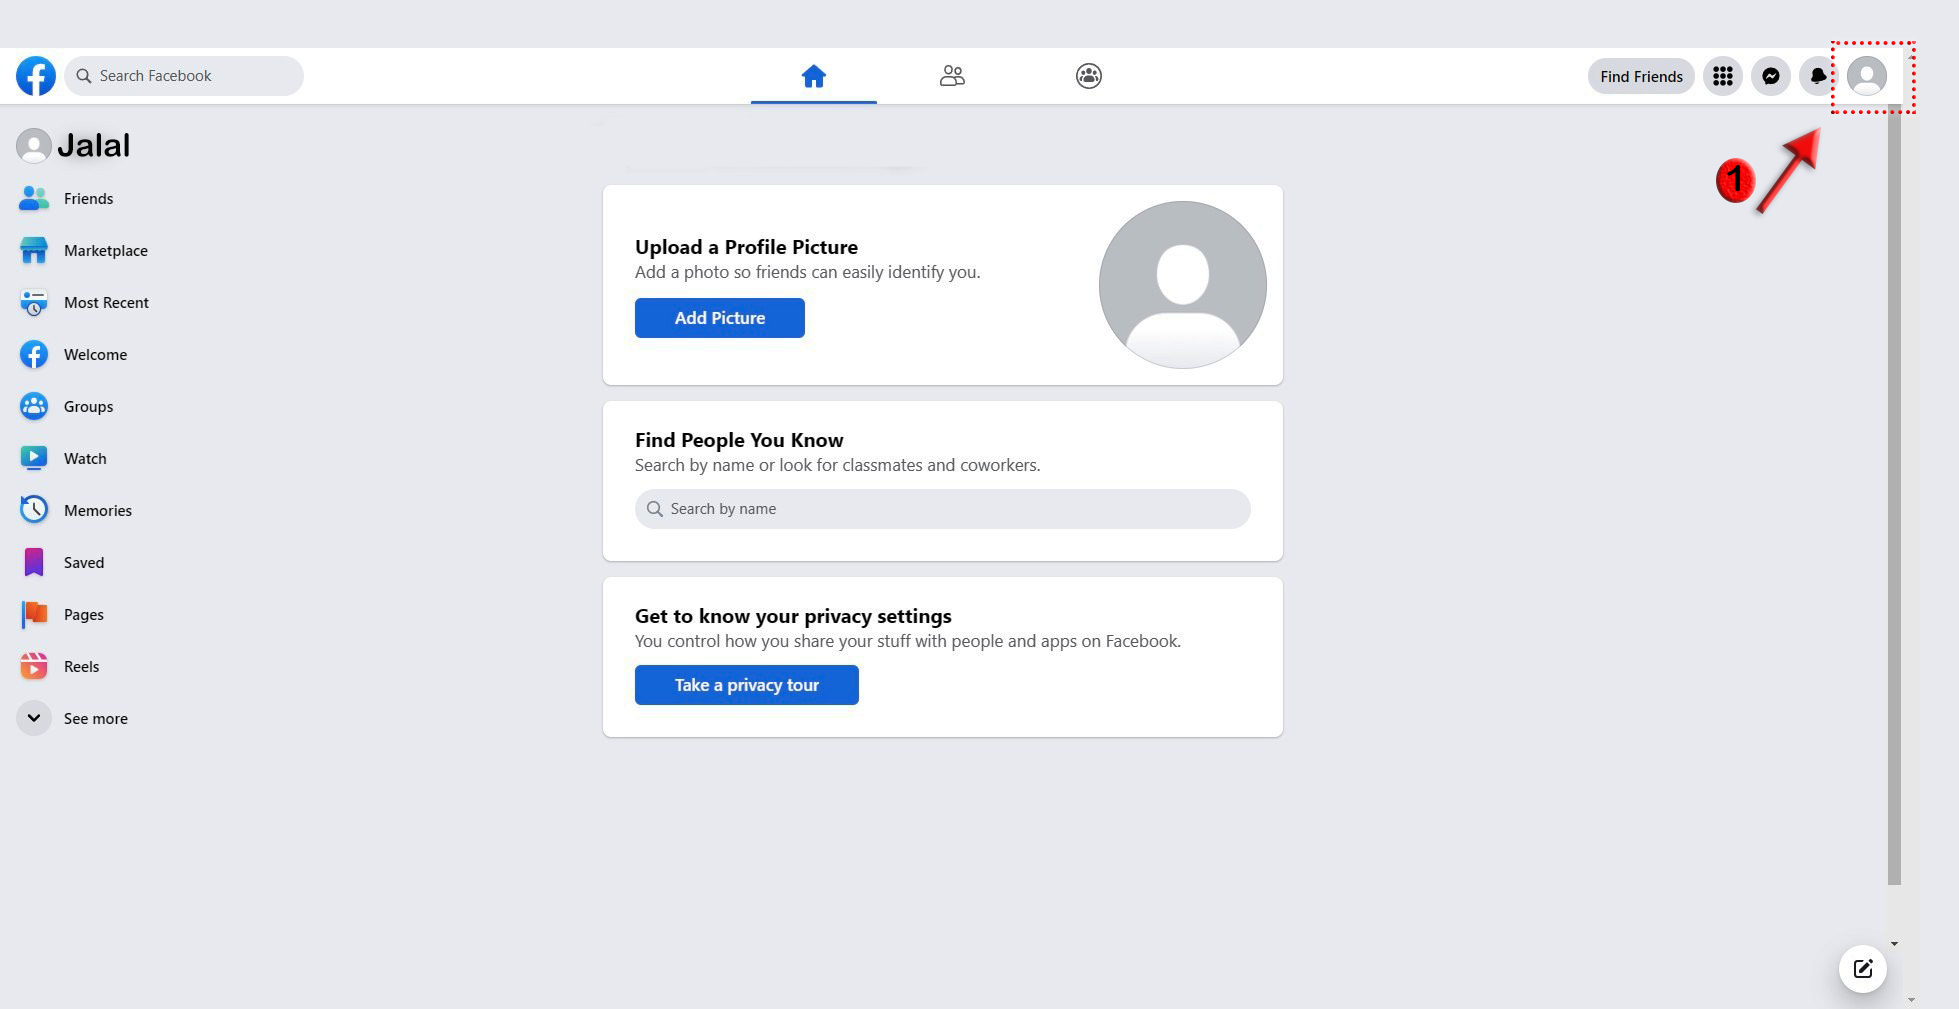 Search Facebook
Find Friends
1
Jalal
Friends
Marketplace
Most Recent
Welcome
Groups
Watch
Memories
Saved
Pages
Reels
See more
Upload a Profile Picture
Add a photo so friends can easily identify you.
Add Picture
Find People You Know
Search by name or look for classmates and coworkers.
Search by name
Get to know your privacy settings
You control how you share your stuff with people and apps on Facebook.
Take a privacy tour